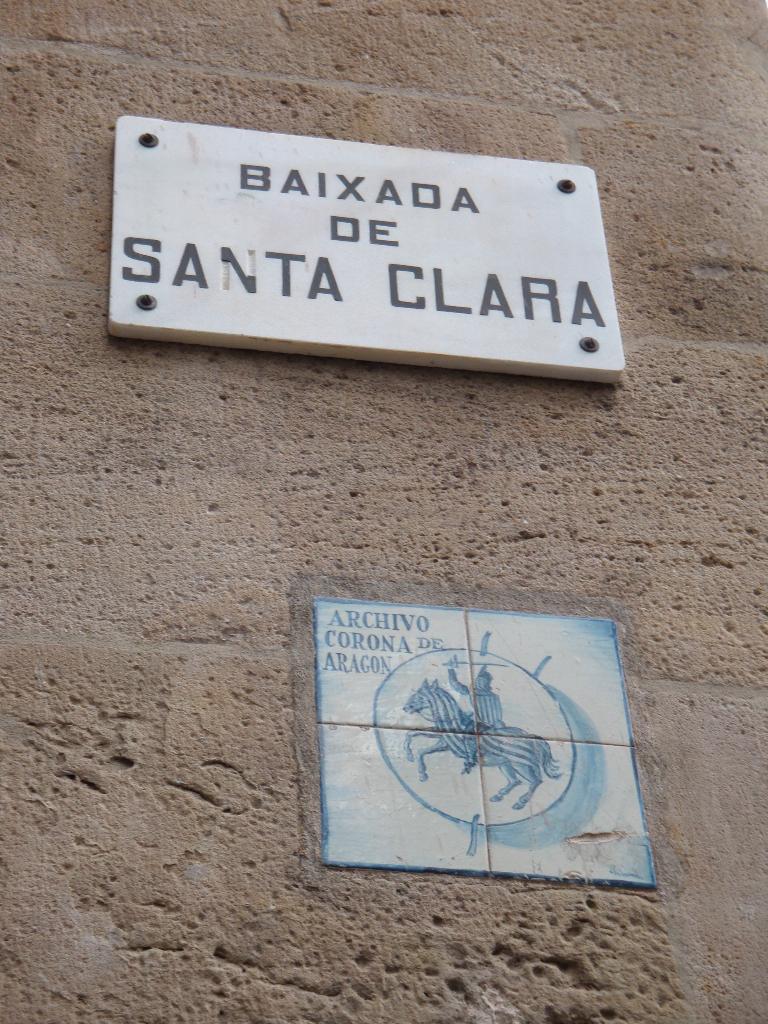 BAIXADA
DE
SANTA CLARA
ARCHIVO
CORONA DE
ARAGON